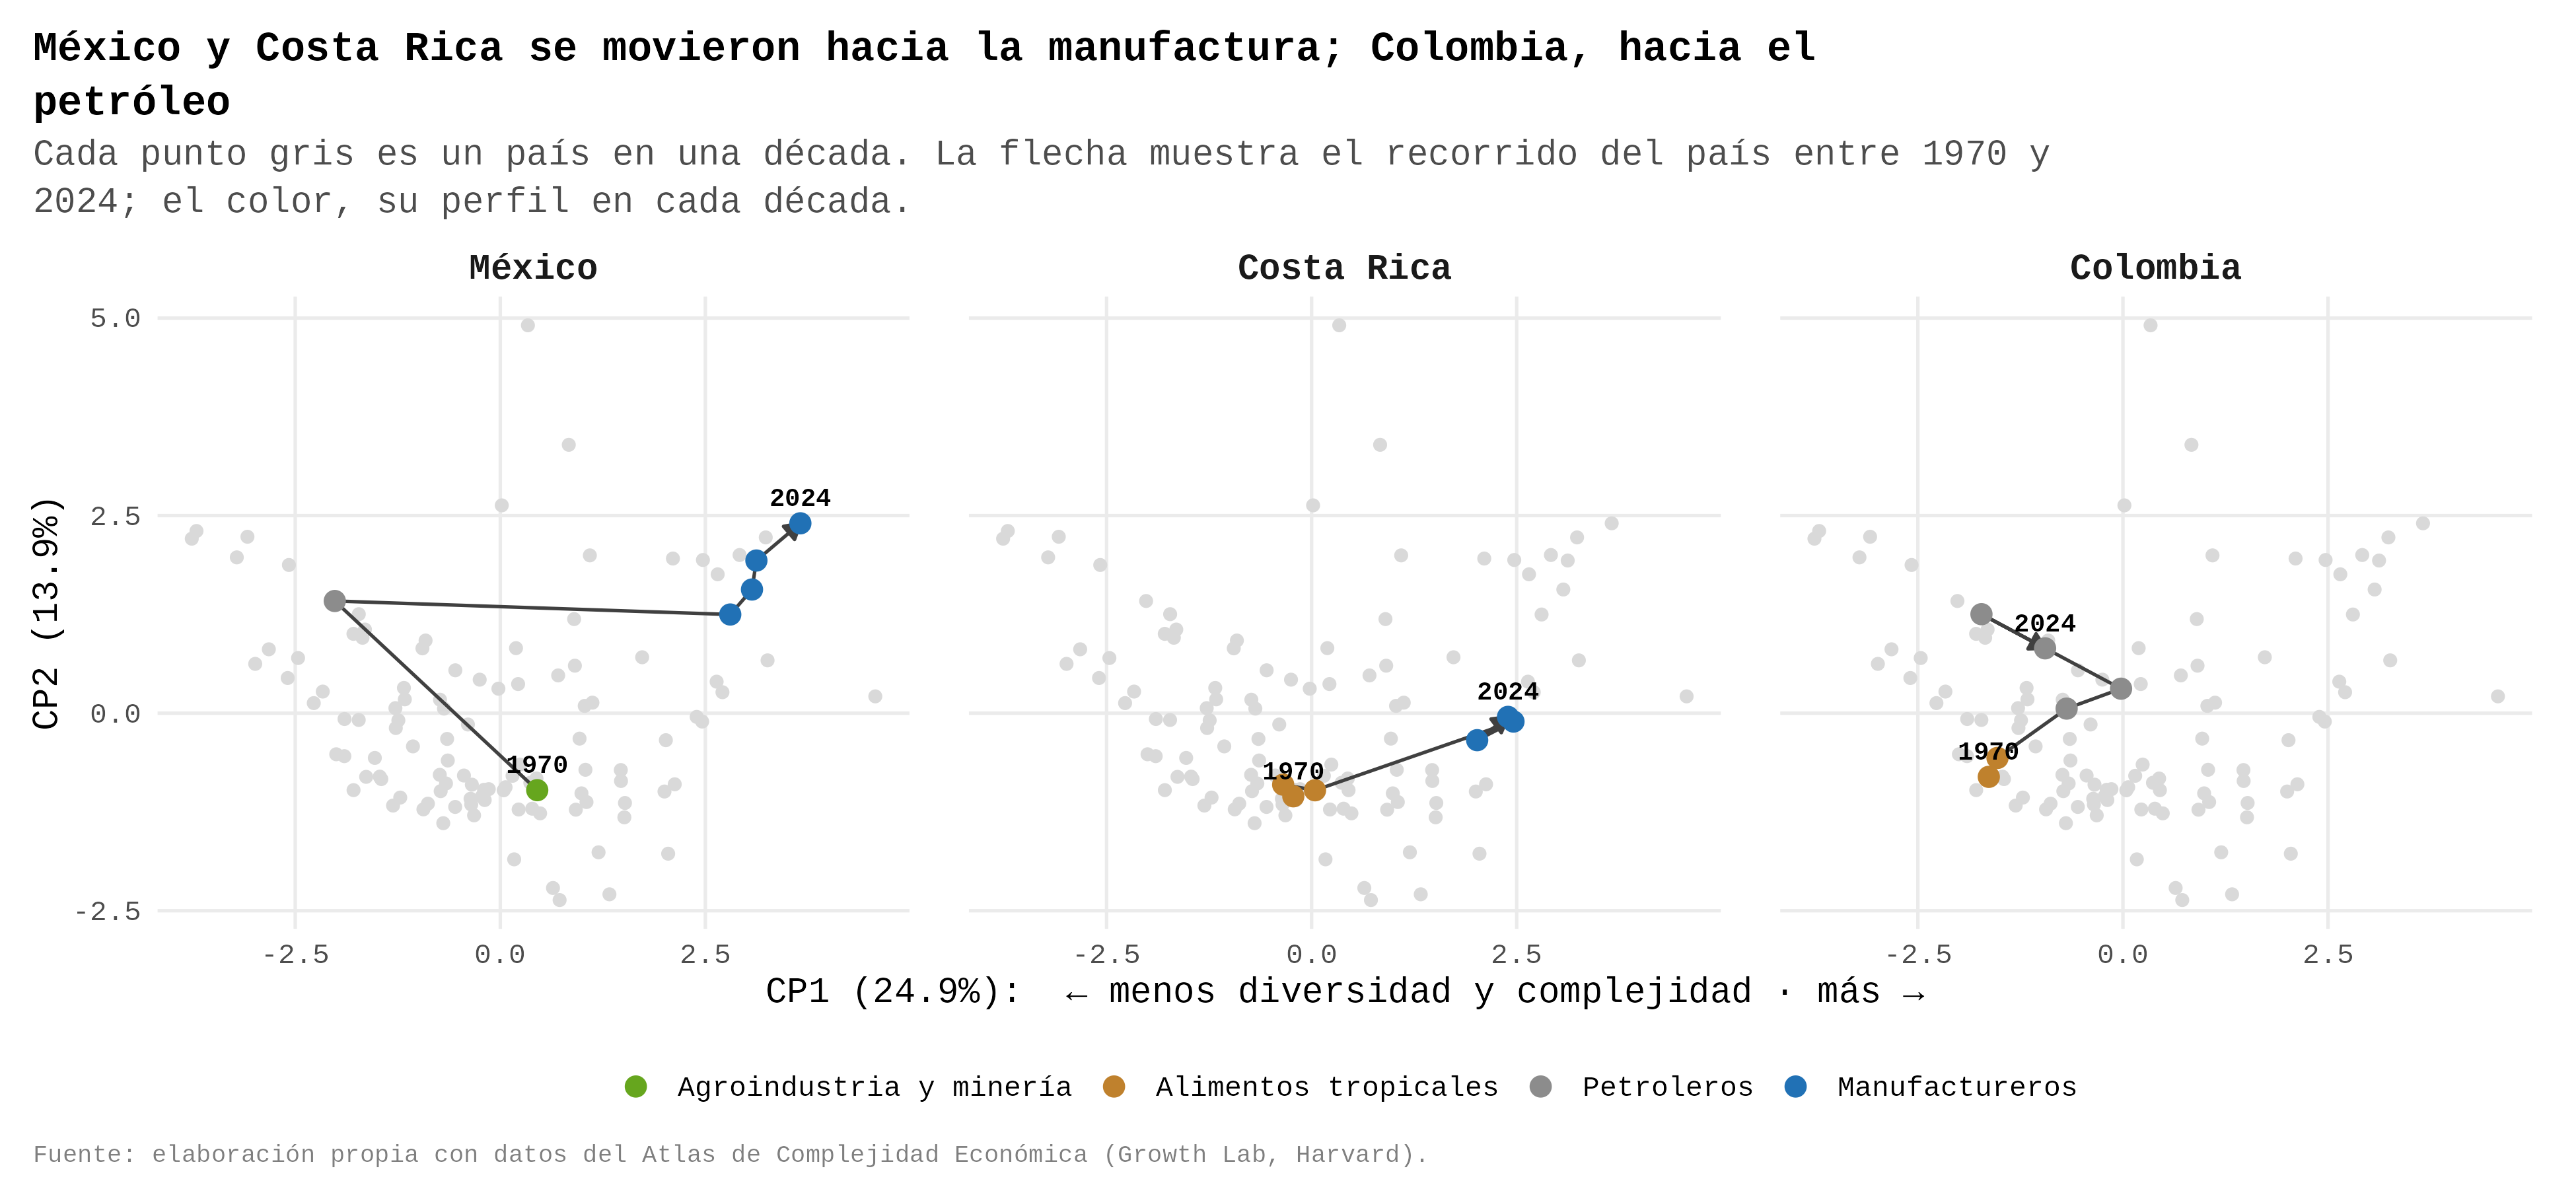 México y Costa Rica se movieron hacia la manufactura; Colombia, hacia el
petróleo
Cada punto gris es un país en una década. La flecha muestra el recorrido del país entre 1970 y
2024; el color, su perfil en cada década.
México
Costa Rica
Colombia
CP2 (13.9%)
5.0
2.5
0.0
-2.5
2024
1970
2024
1970
2024
1970
-2.5 0.0 2.5
-2.5 0.0 2.5
-2.5 0.0 2.5
CP1 (24.9%): ← menos diversidad y complejidad · más →
Agroindustria y minería
Alimentos tropicales
Petroleros
Manufactureros
Fuente: elaboración propia con datos del Atlas de Complejidad Económica (Growth Lab, Harvard).